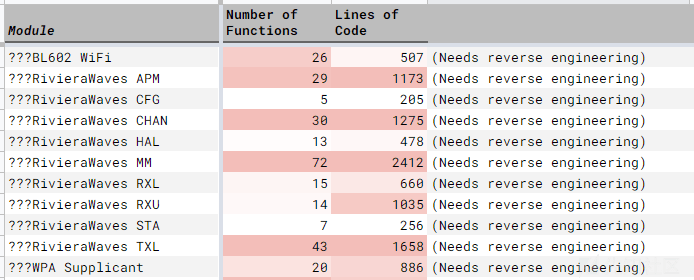 Module Number of Functions Lines of Code
???BL602 WiFi 26 507 (Needs reverse engineering)
???RivieraWaves APM 29 1173 (Needs reverse engineering)
???RivieraWaves CFG 5 205 (Needs reverse engineering)
???RivieraWaves CHAN 30 1275 (Needs reverse engineering)
???RivieraWaves HAL 13 478 (Needs reverse engineering)
???RivieraWaves MM 72 2412 (Needs reverse engineering)
???RivieraWaves RXL 15 660 (Needs reverse engineering)
???RivieraWaves RXU 14 1035 (Needs reverse engineering)
???RivieraWaves STA 7 256 (Needs reverse engineering)
???RivieraWaves TXL 43 1658 (Needs reverse engineering)
???WPA Supplicant 20 886 (Needs reverse engineering)